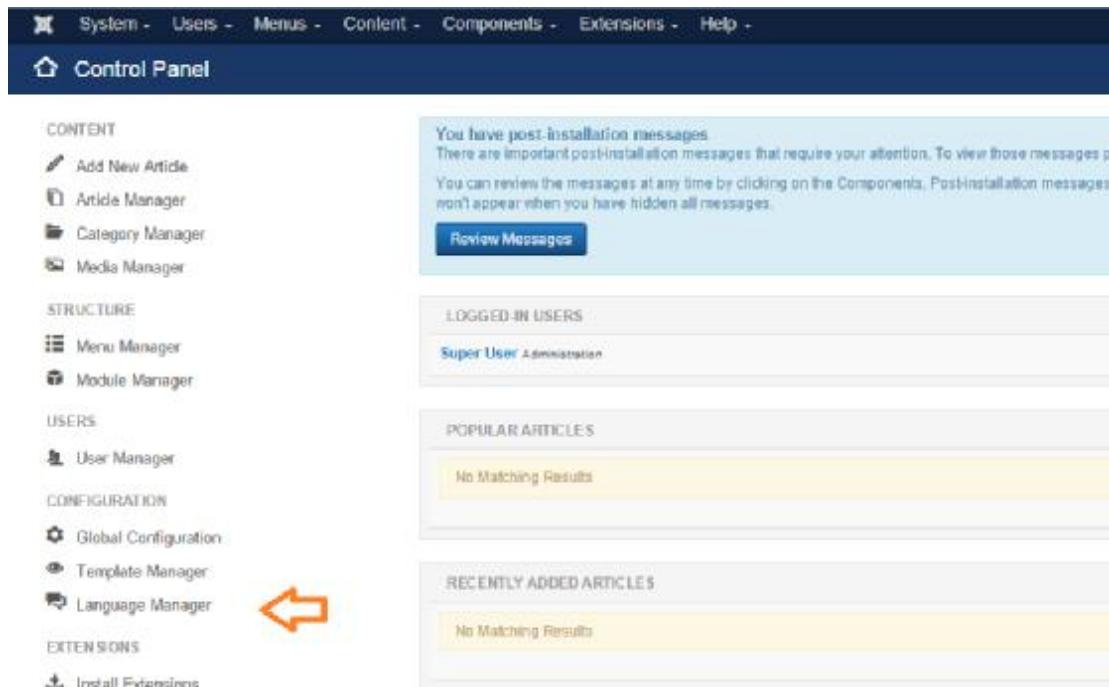 System - Users - Menus - Content - Components - Extensions - Help -
Control Panel
CONTENT
Add New Article
Article Manager
Category Manager
Media Manager
STRUCTURE
Menu Manager
Module Manager
USERS
User Manager
CONFIGURATION
Global Configuration
Template Manager
Language Manager
EXTENSIONS
Install Extensions
You have post-installation messages
There are important post-installation messages that require your attention. To view those messages
You can review the messages at any time by clicking on the Components, Post-installation messages
won't appear when you have hidden all messages.
Review Messages
LOGGED-IN USERS
Super User Administration
POPULAR ARTICLES
No Matching Results
RECENTLY ADDED ARTICLES
No Matching Results